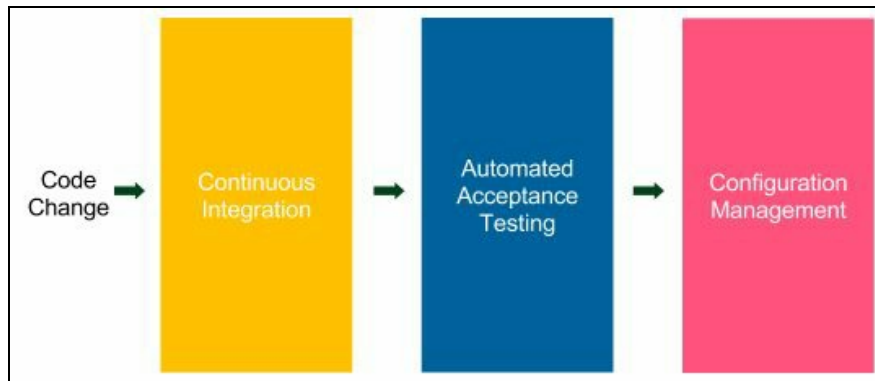 Code
Change
Continuous
Integration
Automated
Acceptance
Testing
Configuration
Management